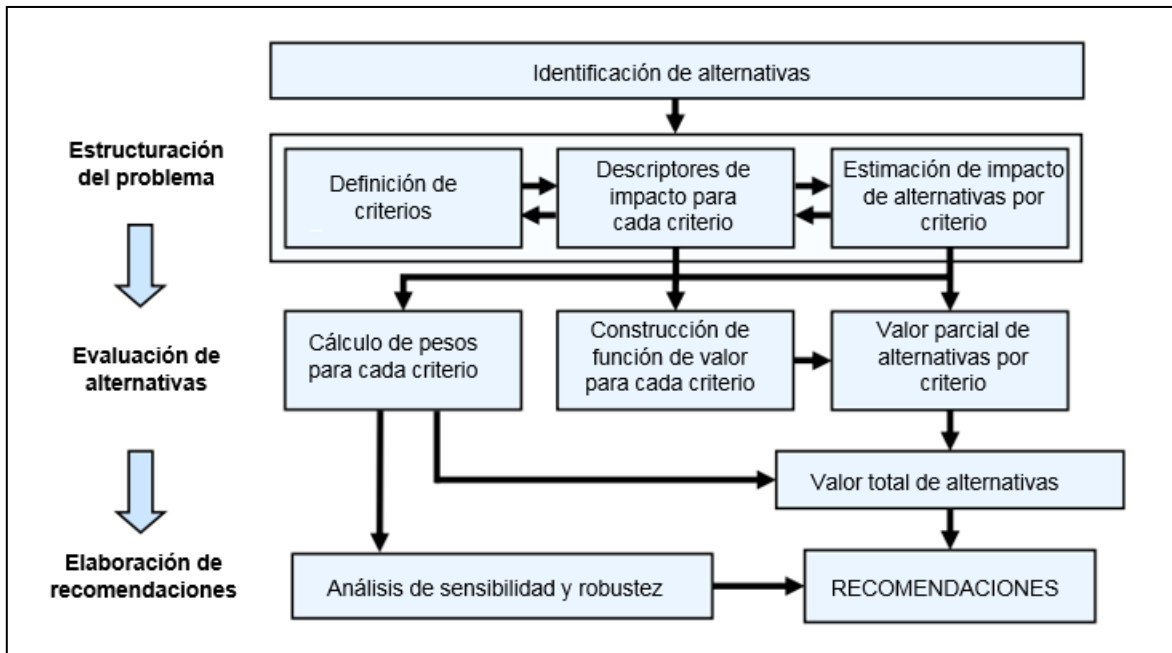 Identificación de alternativas
Estructuración
del problema
Definición de
criterios
Descriptores de
impacto para
cada criterio
Estimación de impacto
de alternativas por
criterio
Evaluación de
alternativas
Cálculo de pesos
para cada criterio
Construcción de
función de valor
para cada criterio
Valor parcial de
alternativas por
criterio
Valor total de alternativas
Elaboración de
recomendaciones
Análisis de sensibilidad y robustez
RECOMENDACIONES